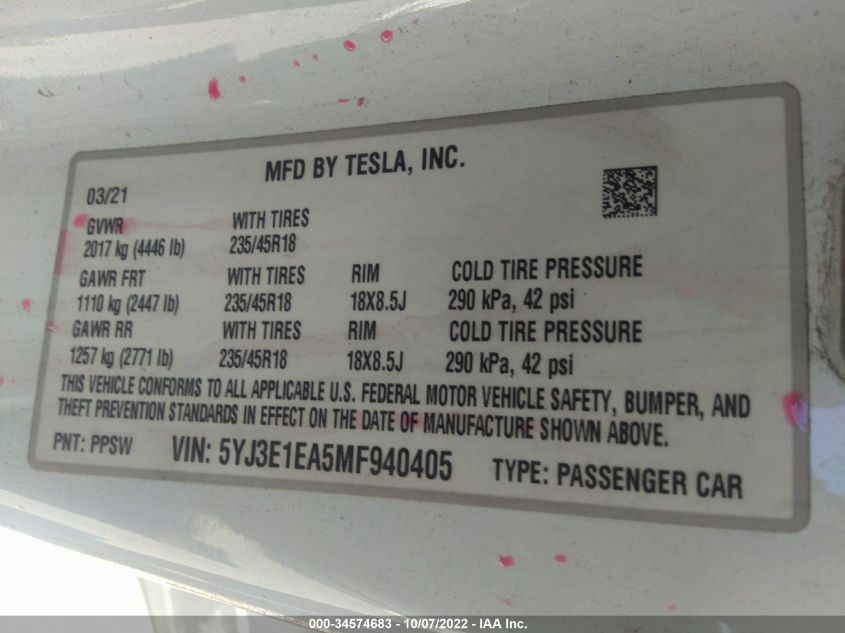 MFD BY TESLA, INC.
03/21
GVWR WITH TIRES
2017 kg (4446 lb) 235/45R18
GAWR FRT WITH TIRES RIM COLD TIRE PRESSURE
1110 kg (2447 lb) 235/45R18 18X8.5J 290 kPa, 42 psi
GAWR RR WITH TIRES RIM COLD TIRE PRESSURE
1257 kg (2771 lb) 235/45R18 18X8.5J 290 kPa, 42 psi
THIS VEHICLE CONFORMS TO ALL APPLICABLE U.S. FEDERAL MOTOR VEHICLE SAFETY, BUMPER, AND
THEFT PREVENTION STANDARDS IN EFFECT ON THE DATE OF MANUFACTURE SHOWN ABOVE.
PNT: PPSW VIN: 5YJ3E1EA5MF940405 TYPE: PASSENGER CAR
000-34574683 - 10/07/2022 - IAA Inc.